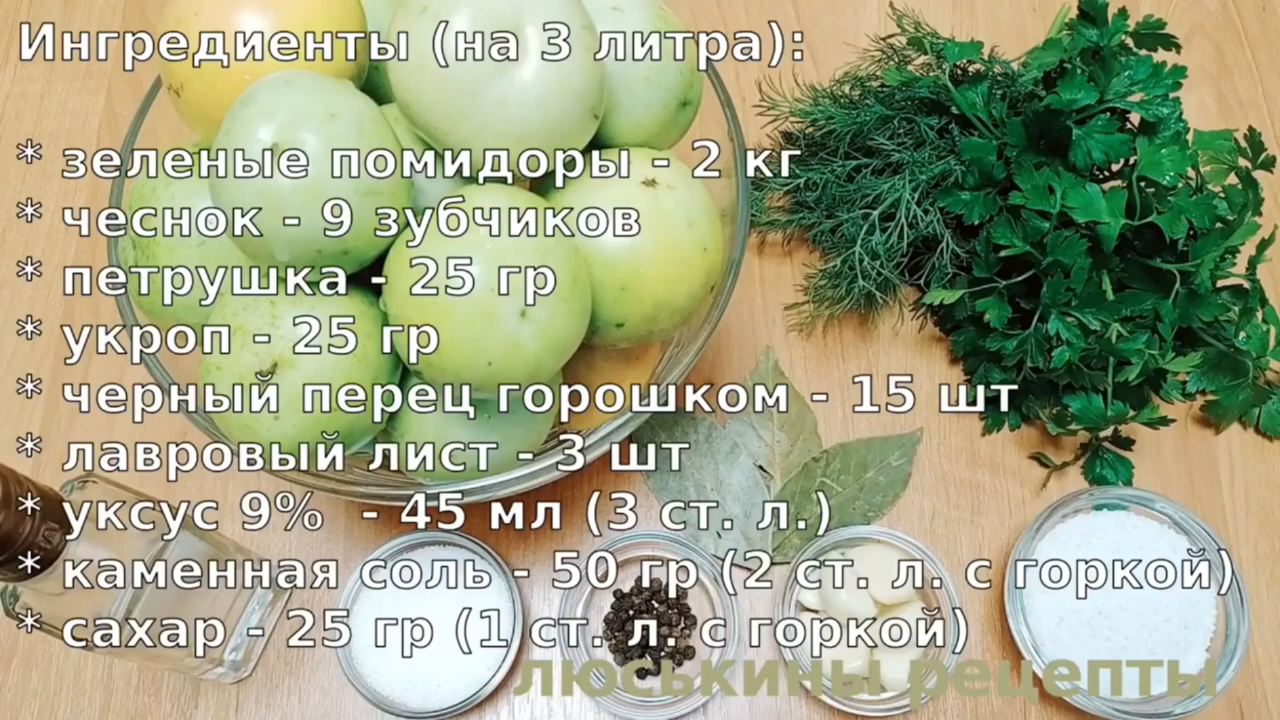 Ингредиенты (на 3 литра):
* зеленые помидоры - 2 кг
* чеснок - 9 зубчиков
* петрушка - 25 гр
* укроп - 25 гр
* черный перец горошком - 15 шт
* лавровый лист - 3 шт
* уксус 9% - 45 мл (3 ст. л.)
* каменная соль - 50 гр (2 ст. л. с горкой)
* сахар - 25 гр (1 ст. л. с горкой)
люськины рецепты